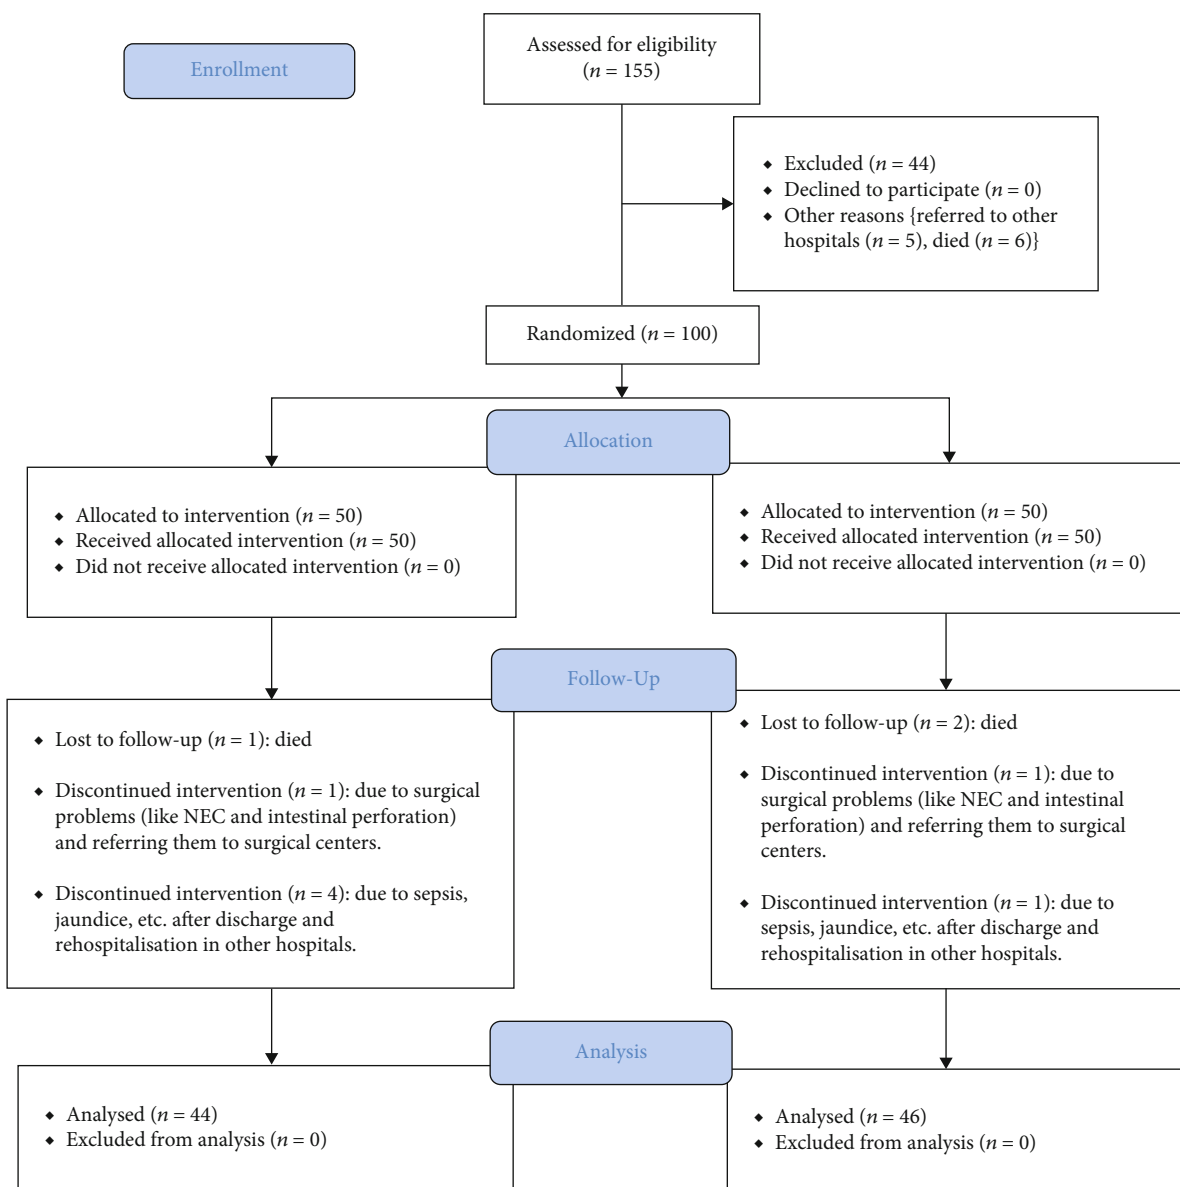 Enrollment
Assessed for eligibility
(n = 155)
◆ Excluded (n = 44)
◆ Declined to participate (n = 0)
◆ Other reasons {referred to other
hospitals (n = 5), died (n = 6)}
Randomized (n = 100)
Allocation
◆ Allocated to intervention (n = 50)
◆ Received allocated intervention (n = 50)
◆ Did not receive allocated intervention (n = 0)
◆ Allocated to intervention (n = 50)
◆ Received allocated intervention (n = 50)
◆ Did not receive allocated intervention (n = 0)
Follow-Up
◆ Lost to follow-up (n = 1): died
◆ Discontinued intervention (n = 1): due to surgical
problems (like NEC and intestinal perforation)
and referring them to surgical centers.
◆ Discontinued intervention (n = 4): due to sepsis,
jaundice, etc. after discharge and
rehospitalisation in other hospitals.
◆ Lost to follow-up (n = 2): died
◆ Discontinued intervention (n = 1): due to
surgical problems (like NEC and intestinal
perforation) and referring them to surgical
centers.
◆ Discontinued intervention (n = 1): due to
sepsis, jaundice, etc. after discharge and
rehospitalisation in other hospitals.
Analysis
◆ Analysed (n = 44)
◆ Excluded from analysis (n = 0)
◆ Analysed (n = 46)
◆ Excluded from analysis (n = 0)